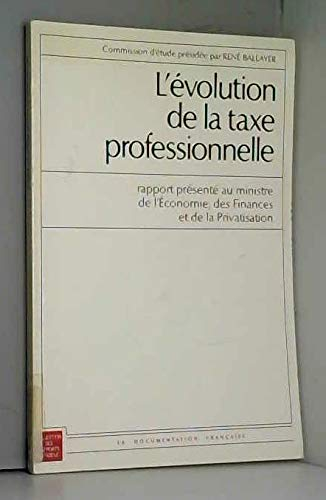 Commission d'étude présidée par RENÉ BALLAYER
L'évolution
de la taxe
professionnelle
rapport présenté au ministre
de l'Économie, des Finances
et de la Privatisation
LA DOCUMENTATION FRANÇAISE